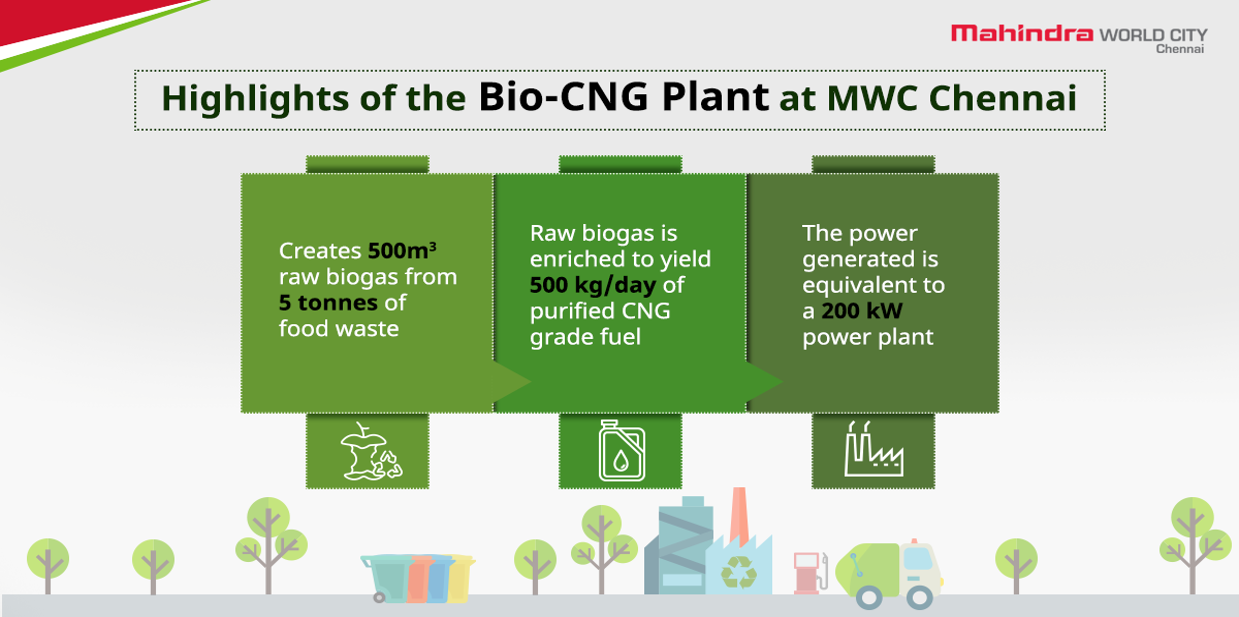 Mahindra WORLD CITY
Chennai
Highlights of the Bio-CNG Plant at MWC Chennai
Creates 500m³
raw biogas from
5 tonnes of
food waste
Raw biogas is
enriched to yield
500 kg/day of
purified CNG
grade fuel
The power
generated is
equivalent to
a 200 kW
power plant